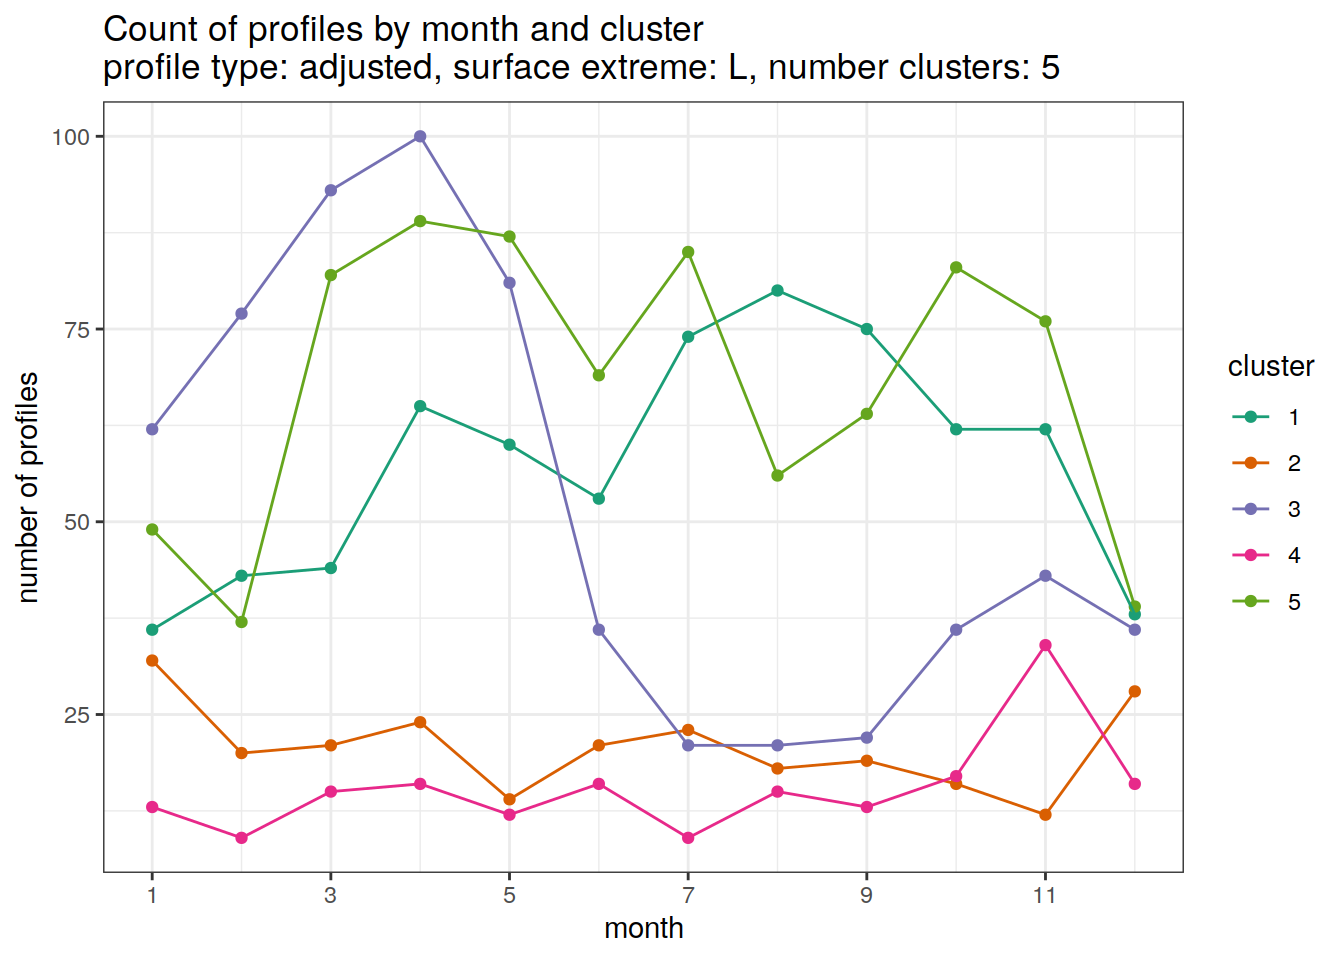 Count of profiles by month and cluster
profile type: adjusted, surface extreme: L, number clusters: 5
100
75
50
25
number of profiles
1 3 5 7 9 11
month
cluster
1
2
3
4
5